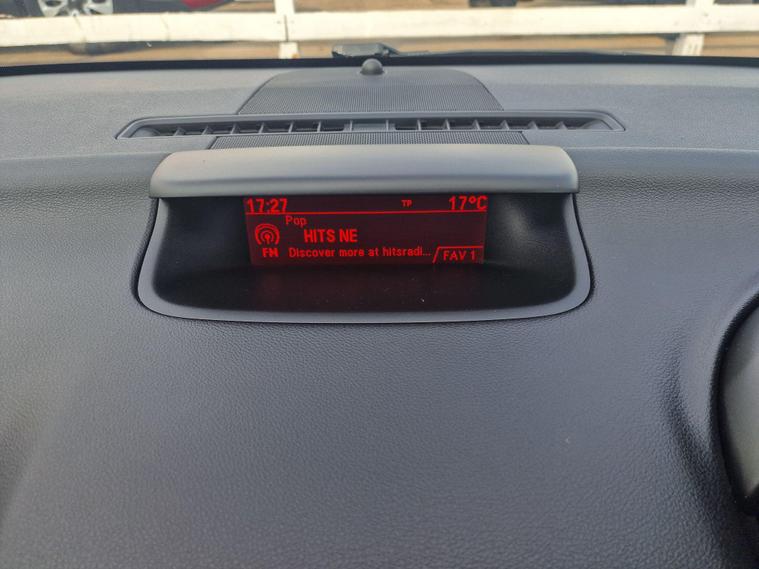 17:27 TP 17°C
Pop
HITS NE
FM Discover more at hitsradi... FAV 1